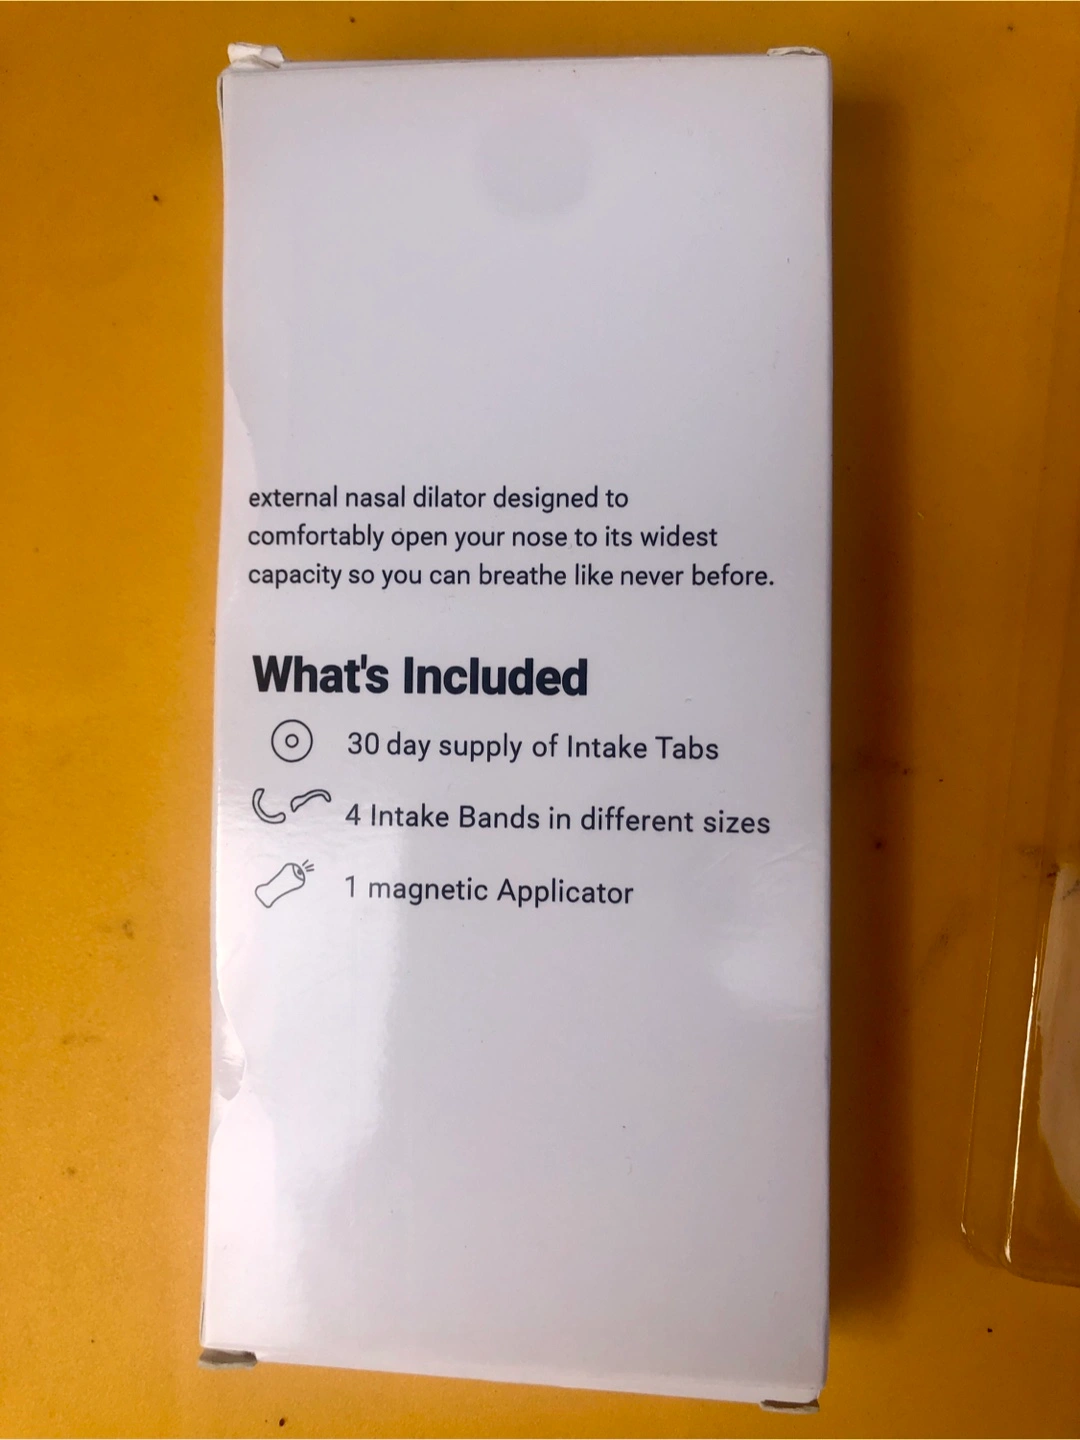 external nasal dilator designed to
comfortably open your nose to its widest
capacity so you can breathe like never before.
What's Included
30 day supply of Intake Tabs
4 Intake Bands in different sizes
1 magnetic Applicator